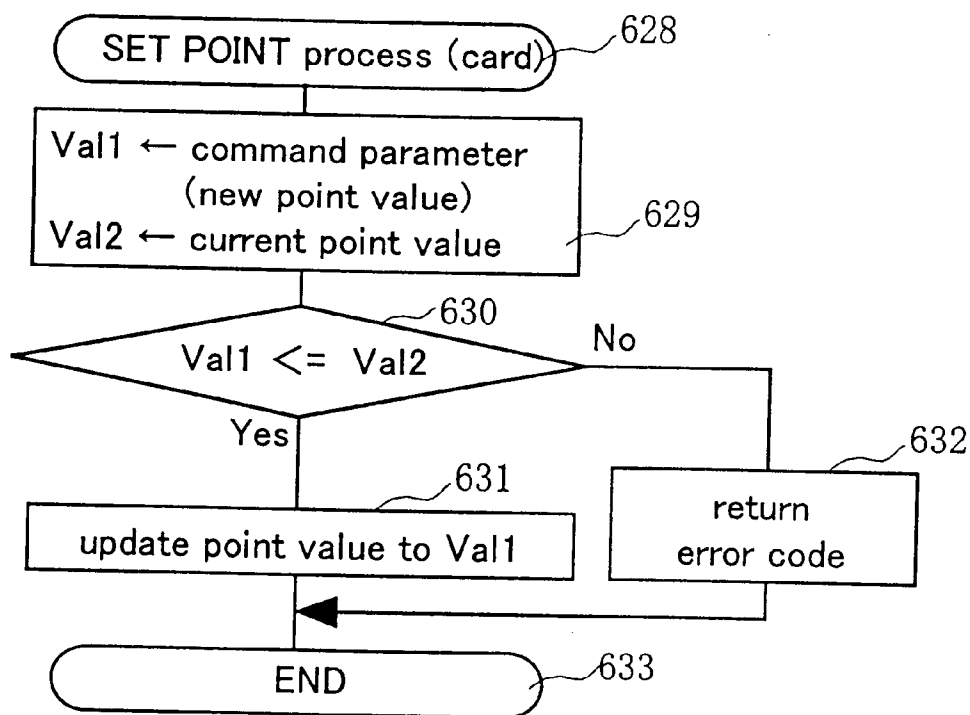 SET POINT process (card)
628
Val1 ← command parameter
(new point value)
Val2 ← current point value
629
630
Val1 <= Val2
No
Yes
631
632
update point value to Val1
return
error code
END
633